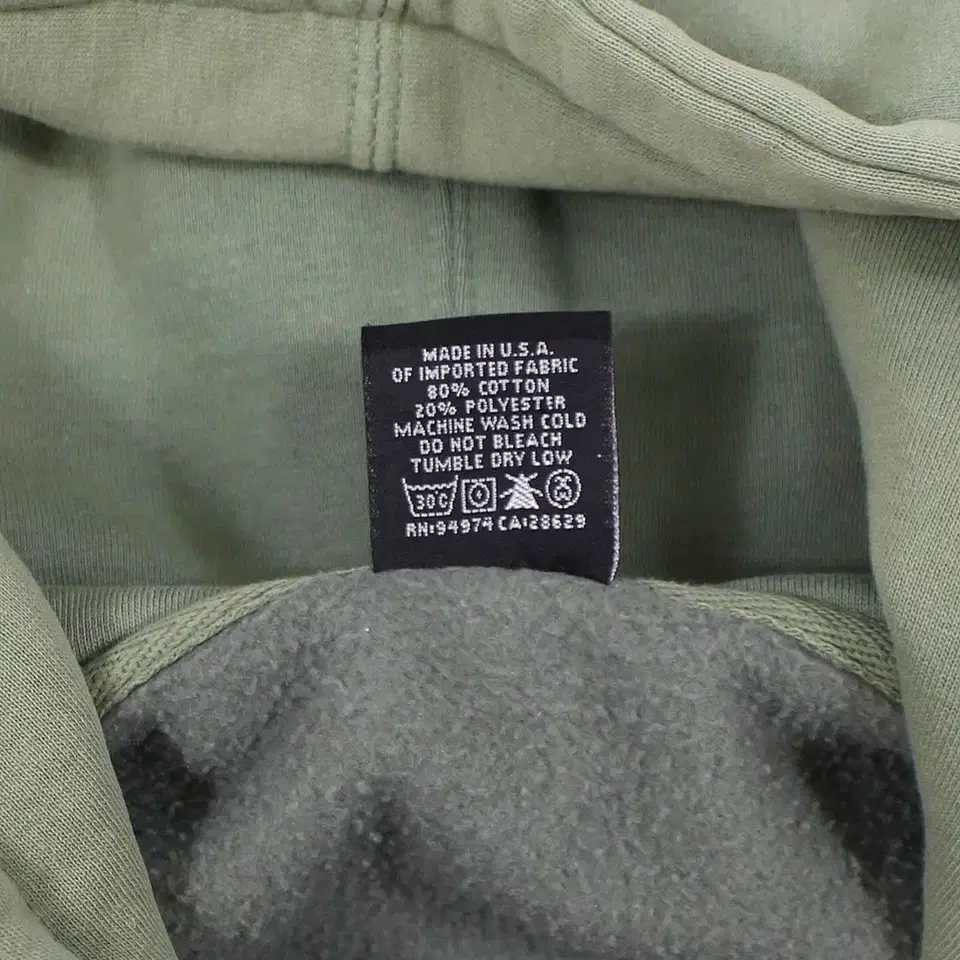 MADE IN U.S.A.
OF IMPORTED FABRIC
80% COTTON
20% POLYESTER
MACHINE WASH COLD
DO NOT BLEACH
TUMBLE DRY LOW
30C
RN:94974 CA:28629